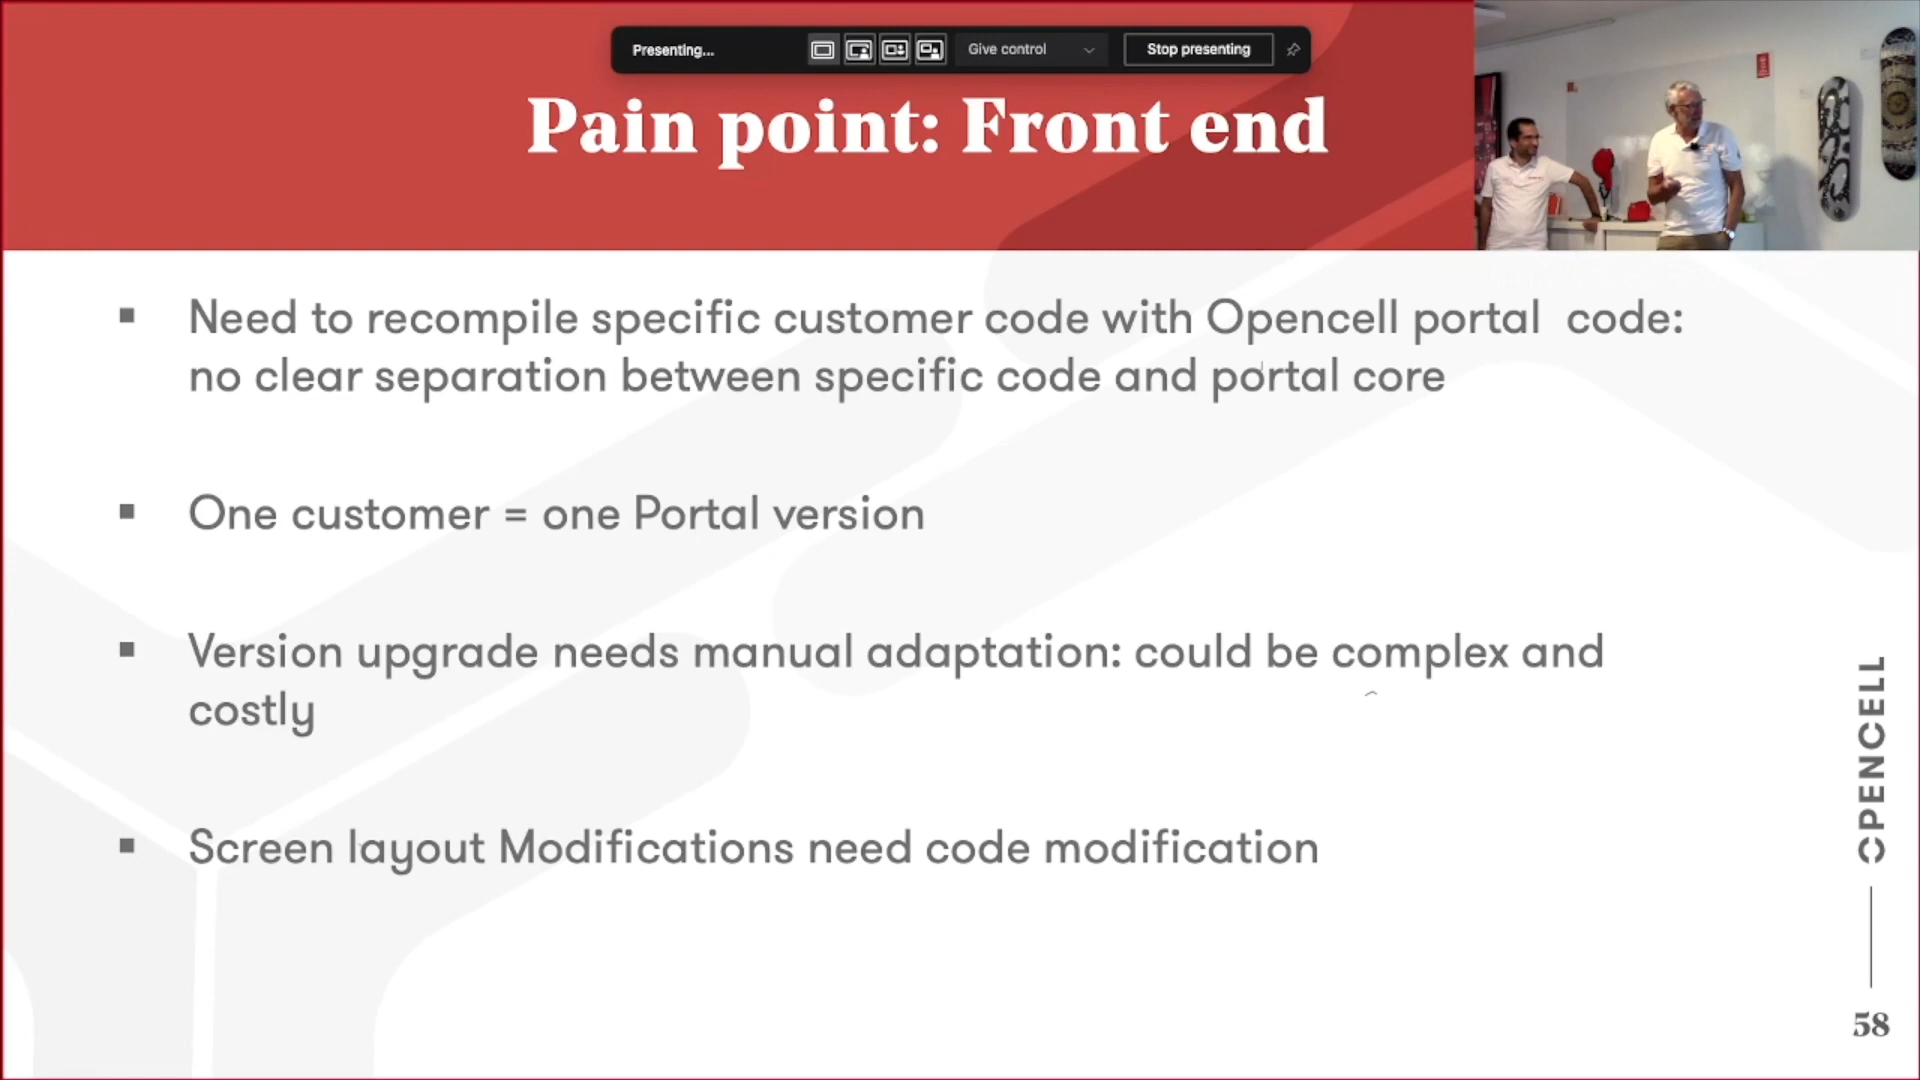 Presenting...
Give control
Stop presenting
Pain point: Front end
Need to recompile specific customer code with Opencell portal code:
no clear separation between specific code and portal core
One customer = one Portal version
Version upgrade needs manual adaptation: could be complex and
costly
Screen layout Modifications need code modification
OPENCELL
58